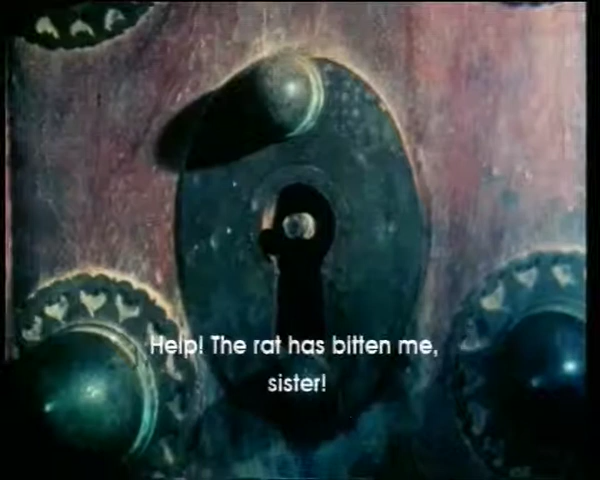 Help! The rat has bitten me,
sister!